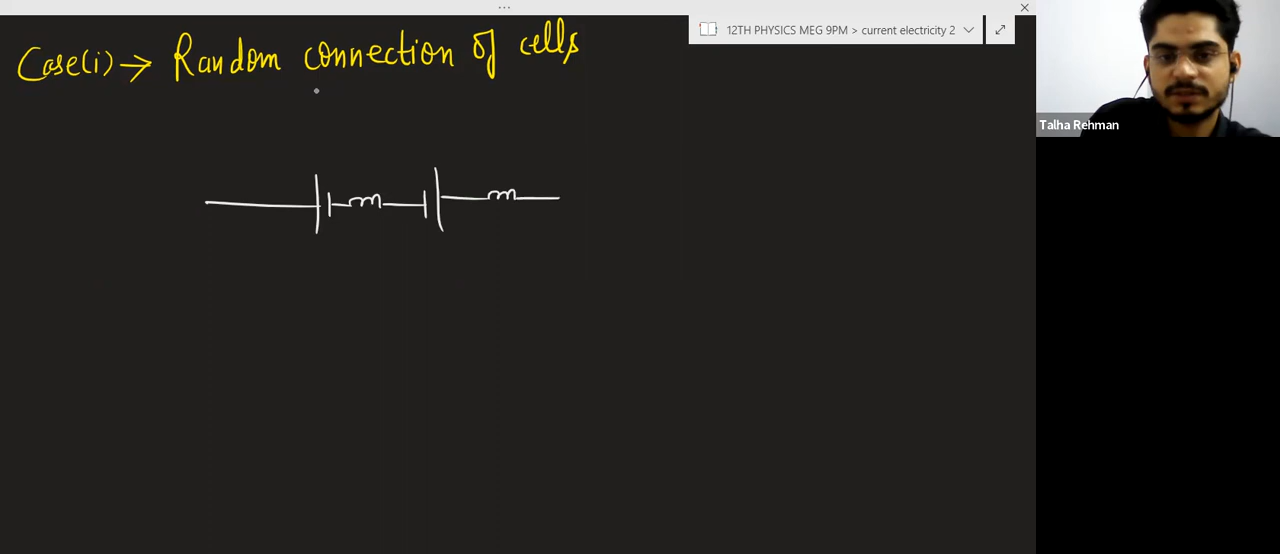 12TH PHYSICS MEG 9PM > current electricity 2
Case(i) → Random connection of cells
Talha Rehman